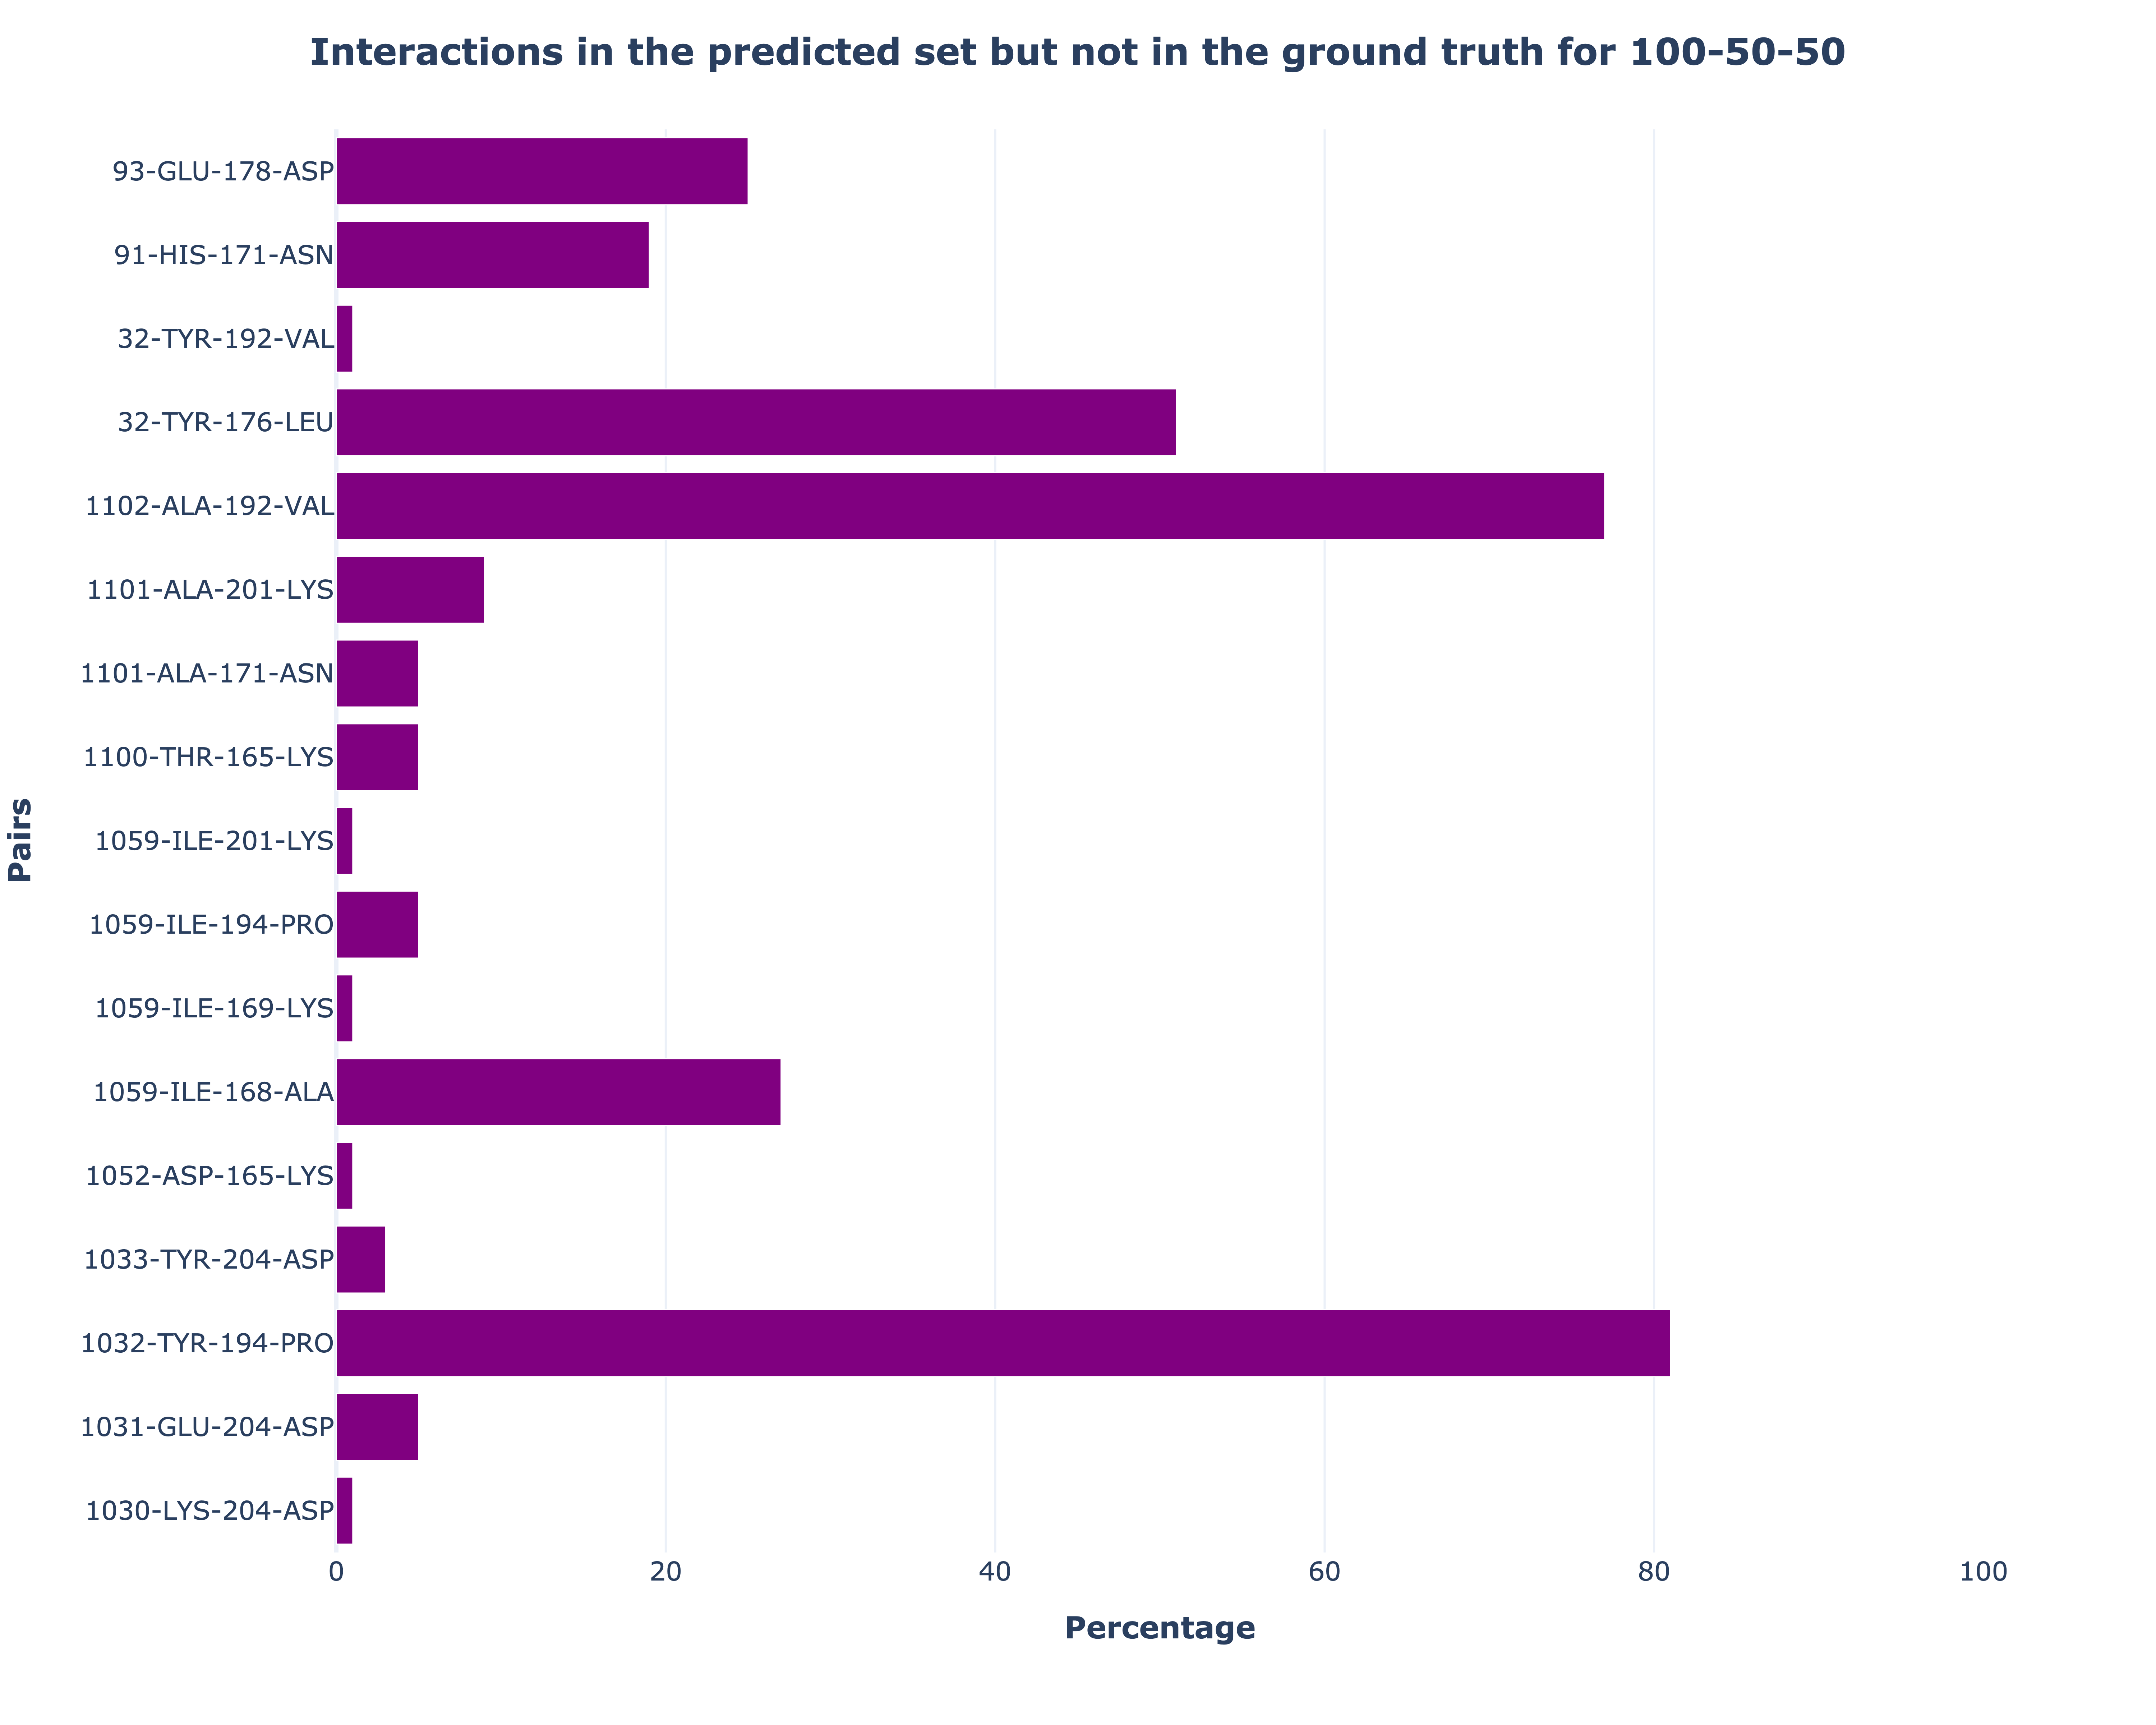 Interactions in the predicted set but not in the ground truth for 100-50-50
93-GLU-178-ASP
91-HIS-171-ASN
32-TYR-192-VAL
32-TYR-176-LEU
1102-ALA-192-VAL
1101-ALA-201-LYS
1101-ALA-171-ASN
1100-THR-165-LYS
1059-ILE-201-LYS
1059-ILE-194-PRO
1059-ILE-169-LYS
1059-ILE-168-ALA
1052-ASP-165-LYS
1033-TYR-204-ASP
1032-TYR-194-PRO
1031-GLU-204-ASP
1030-LYS-204-ASP
Pairs
0 20 40 60 80 100
Percentage